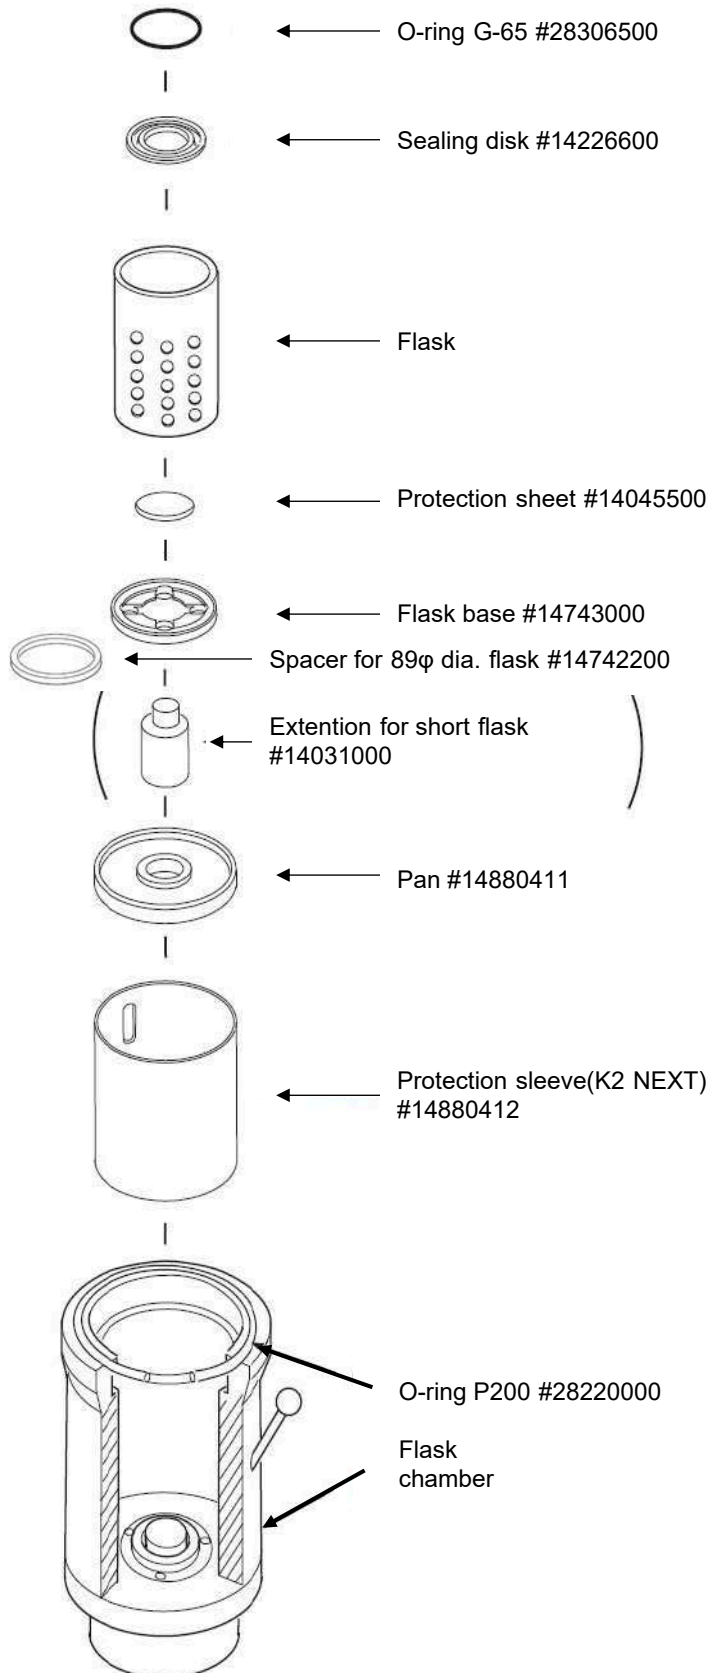 O-ring G-65 #28306500
Sealing disk #14226600
Flask
Protection sheet #14045500
Flask base #14743000
Spacer for 89φ dia. flask #14742200
Extention for short flask
#14031000
Pan #14880411
Protection sleeve(K2 NEXT)
#14880412
O-ring P200 #28220000
Flask
chamber